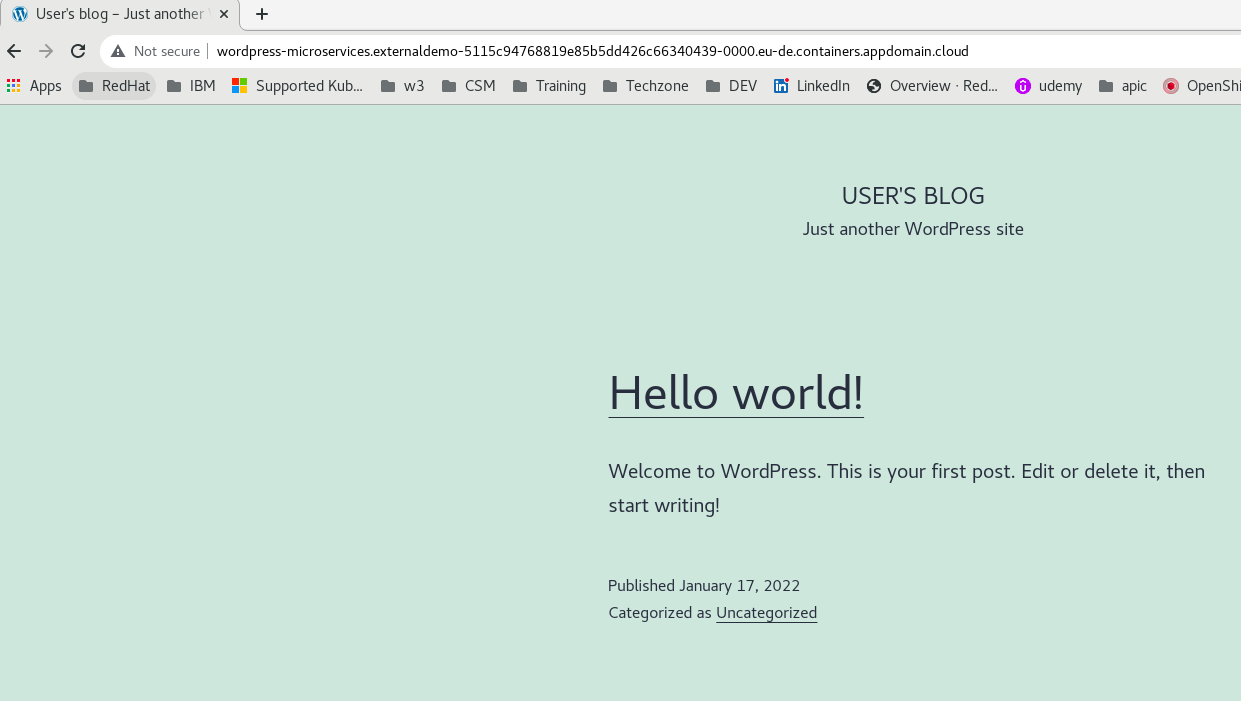 User's blog – Just another
Not secure
wordpress-microservices.externaldemo-5115c94768819e85b5dd426c66340439-0000.eu-de.containers.appdomain.cloud
Apps RedHat IBM Supported Kub... w3 CSM Training Techzone DEV LinkedIn Overview · Red... udemy apic OpenShi
USER'S BLOG
Just another WordPress site
Hello world!
Welcome to WordPress. This is your first post. Edit or delete it, then
start writing!
Published January 17, 2022
Categorized as Uncategorized